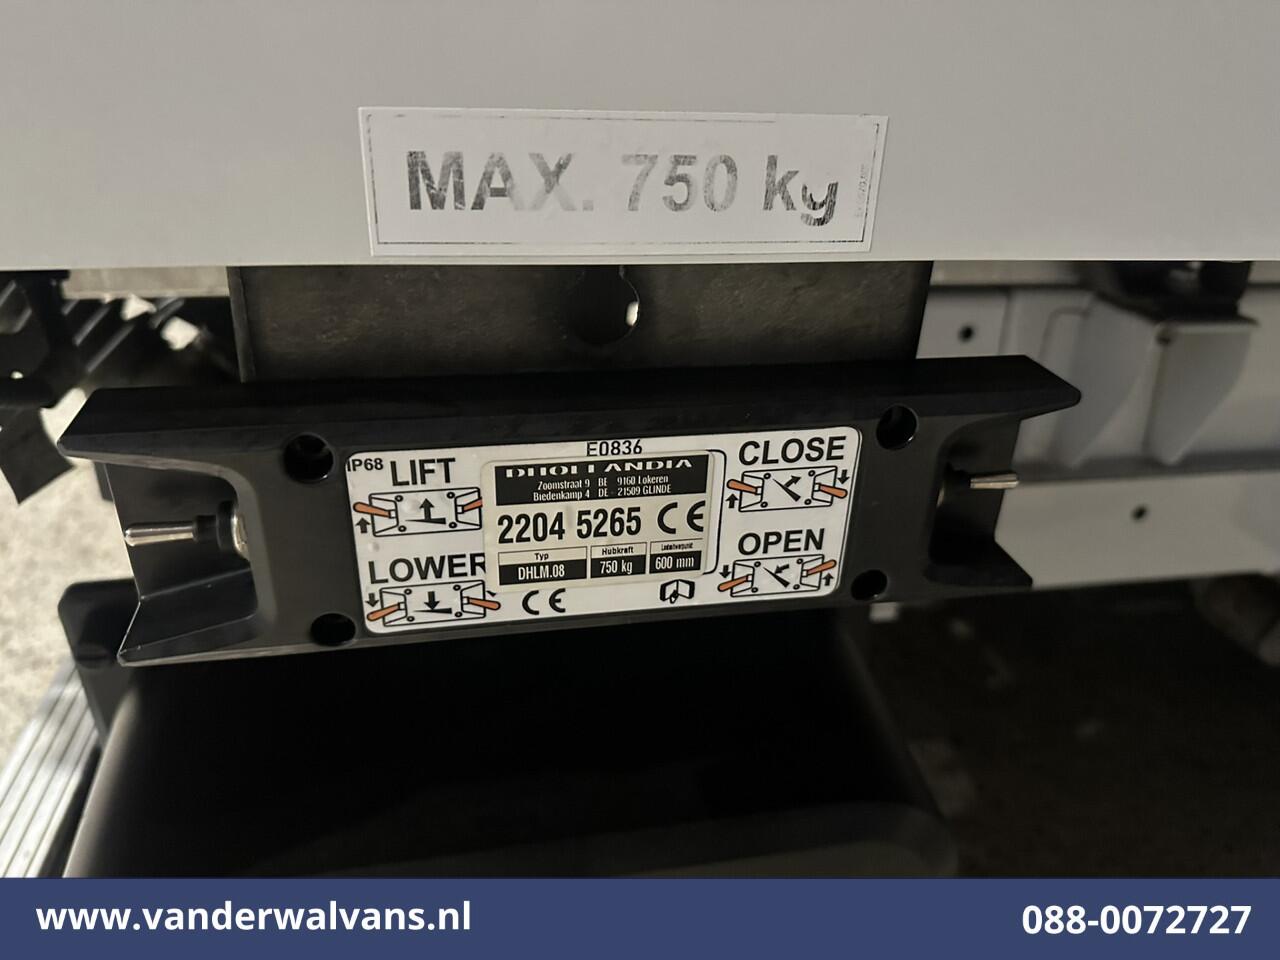 MAX. 750 kg
E0836
IP68
LIFT
LOWER
DHOLLANDIA
Zoomstraat 9 BE 9160 Lokeren
Biedenkamp 4 DE - 21509 GLINDE
2204 5265 CE
Typ
DHLM.08
Hubkraft
750 kg
600 mm
CE
CLOSE
OPEN
www.vanderwalvans.nl
088-0072727